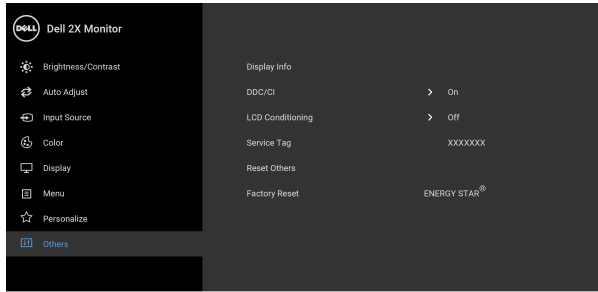 DELL Dell 2X Monitor
Brightness/Contrast
Auto Adjust
Input Source
Color
Display
Menu
Personalize
Others
Display Info
DDC/CI > On
LCD Conditioning > Off
Service Tag XXXXXXX
Reset Others
Factory Reset ENERGY STAR®